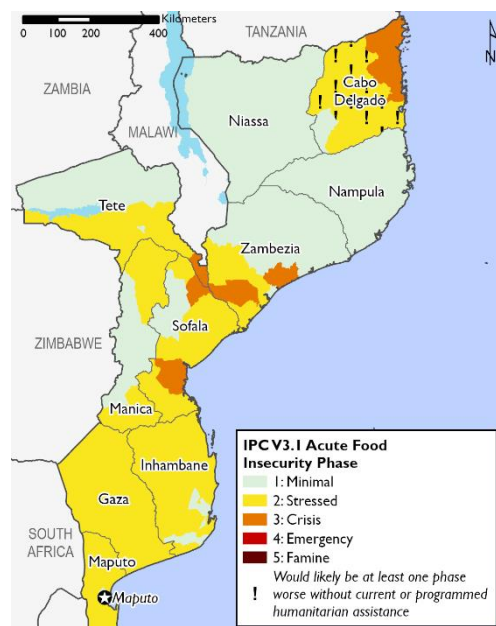 0 100 200 400
Kilometers
TANZANIA
N
ZAMBIA
Cabo
Delgado
MALAWI
Niassa
Nampula
Tete
Zambezia
ZIMBABWE
Sofala
Manica
Inhambane
Gaza
SOUTH
AFRICA
Maputo
Maputo
IPC V3.1 Acute Food
Insecurity Phase
1: Minimal
2: Stressed
3: Crisis
4: Emergency
5: Famine
Would likely be at least one phase
! worse without current or programmed
humanitarian assistance